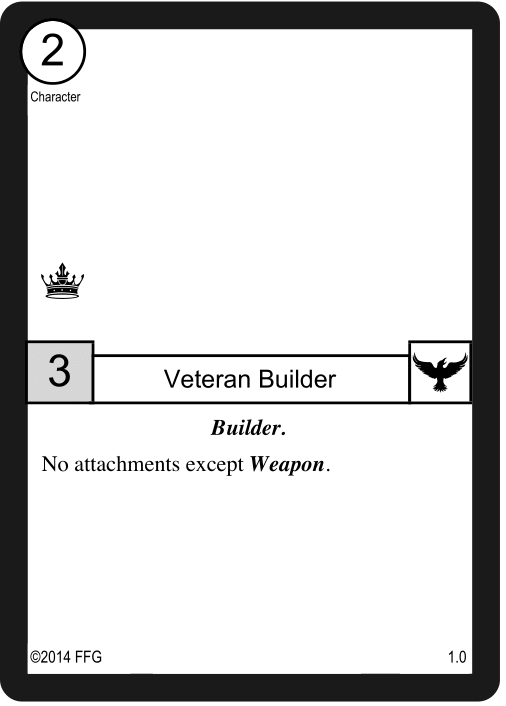 2
Character
3
Veteran Builder
Builder.
No attachments except Weapon.
©2014 FFG
1.0